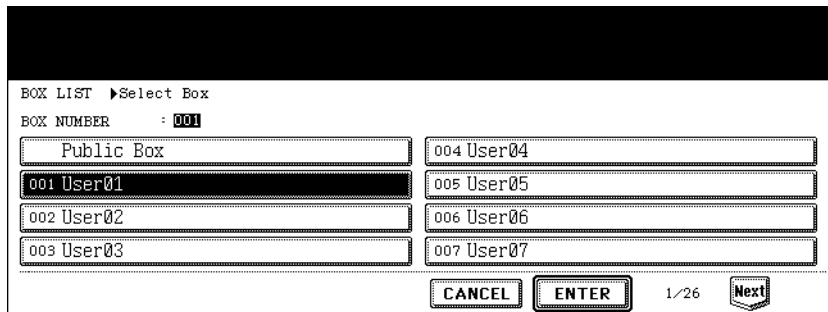 BOX LIST ▶Select Box
BOX NUMBER : 001
Public Box
001 User01
002 User02
003 User03
004 User04
005 User05
006 User06
007 User07
CANCEL ENTER 1/26 Next